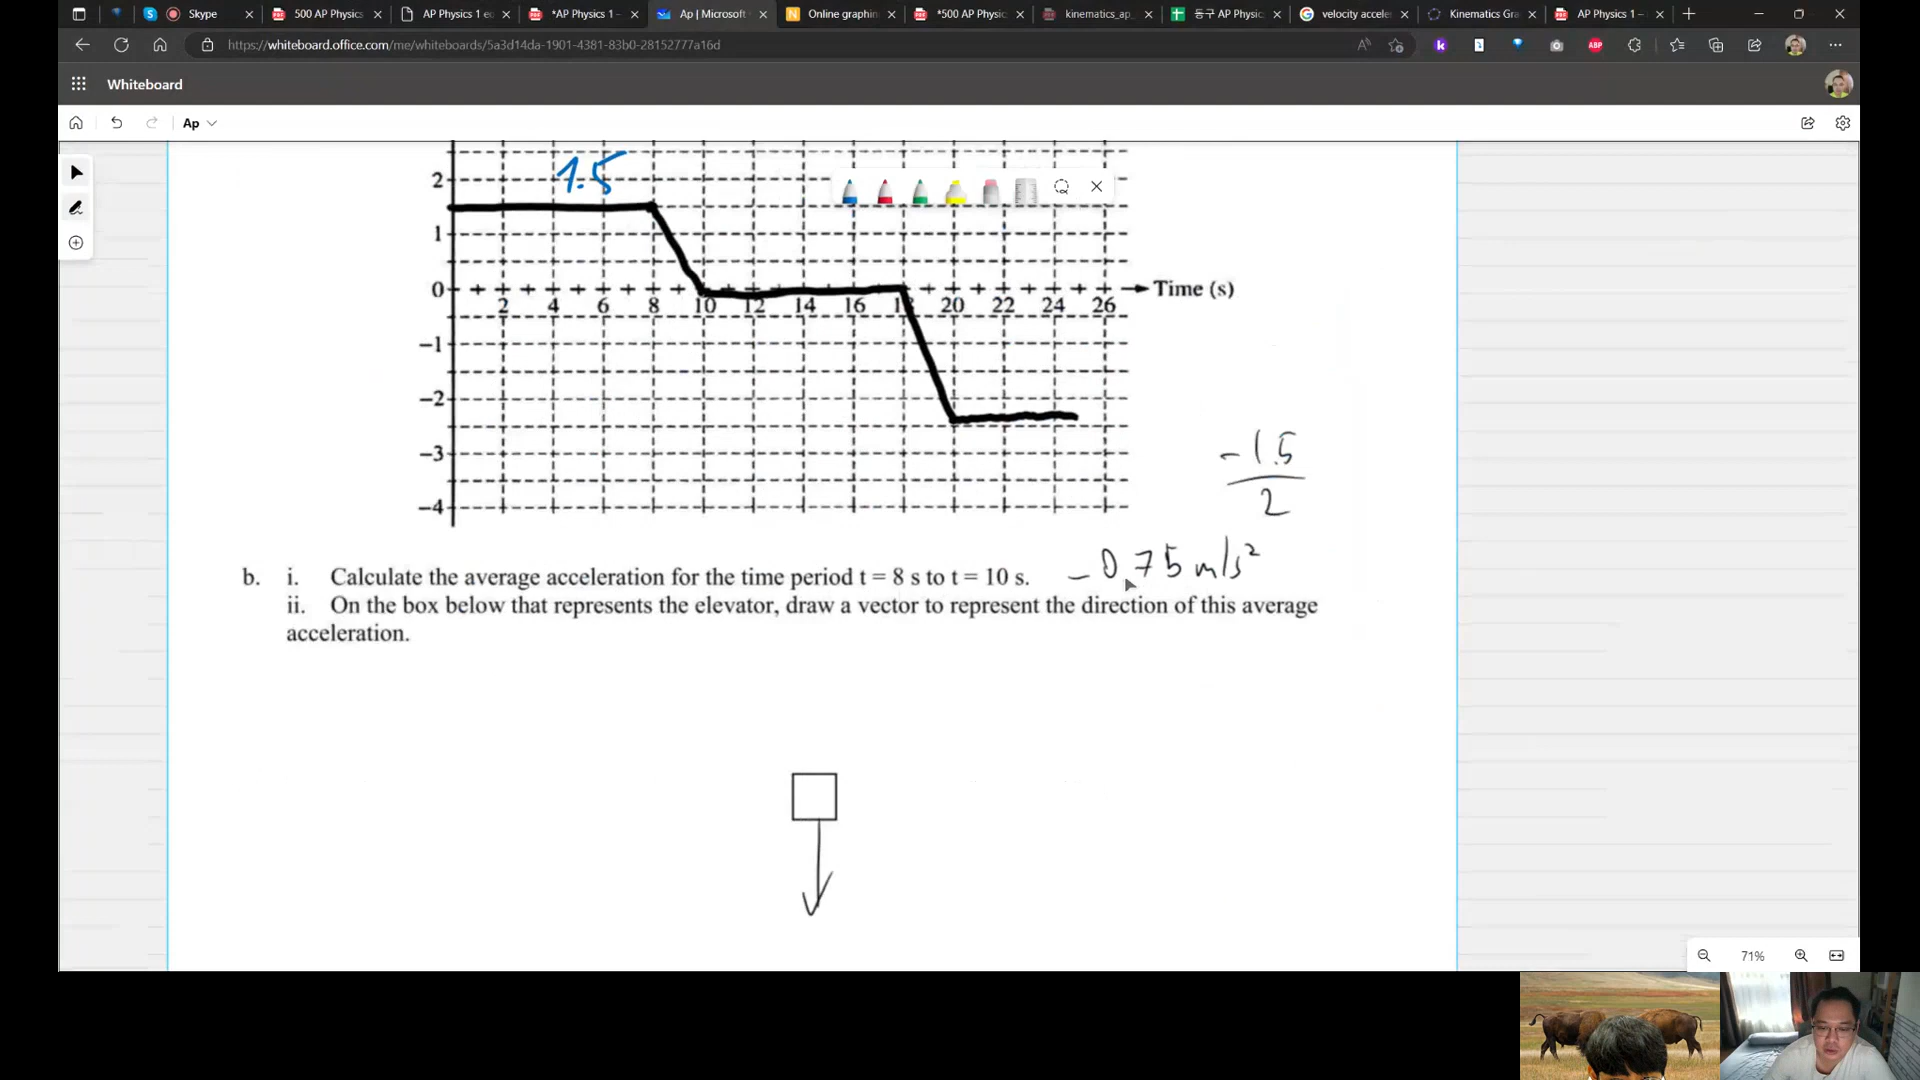 Skype
500 AP Physics
AP Physics 1 e
*AP Physics 1 -
Ap | Microsoft
Online graphin
*500 AP Physic
kinematics_ap_
동구 AP Physic
velocity accele
Kinematics Gra
AP Physics 1 –
https://whiteboard.office.com/me/whiteboards/5a3d14da-1901-4381-83b0-28152777a16d
ABP
Whiteboard
Ap
1.5
2
1
0
2 4 6 8 10 12 14 16 18 20 22 24 26
Time (s)
−1
−2
−3
−4
-1.5
2
b. i. Calculate the average acceleration for the time period t = 8 s to t = 10 s.
- 0.75 m/s²
ii. On the box below that represents the elevator, draw a vector to represent the direction of this average
acceleration.
71%